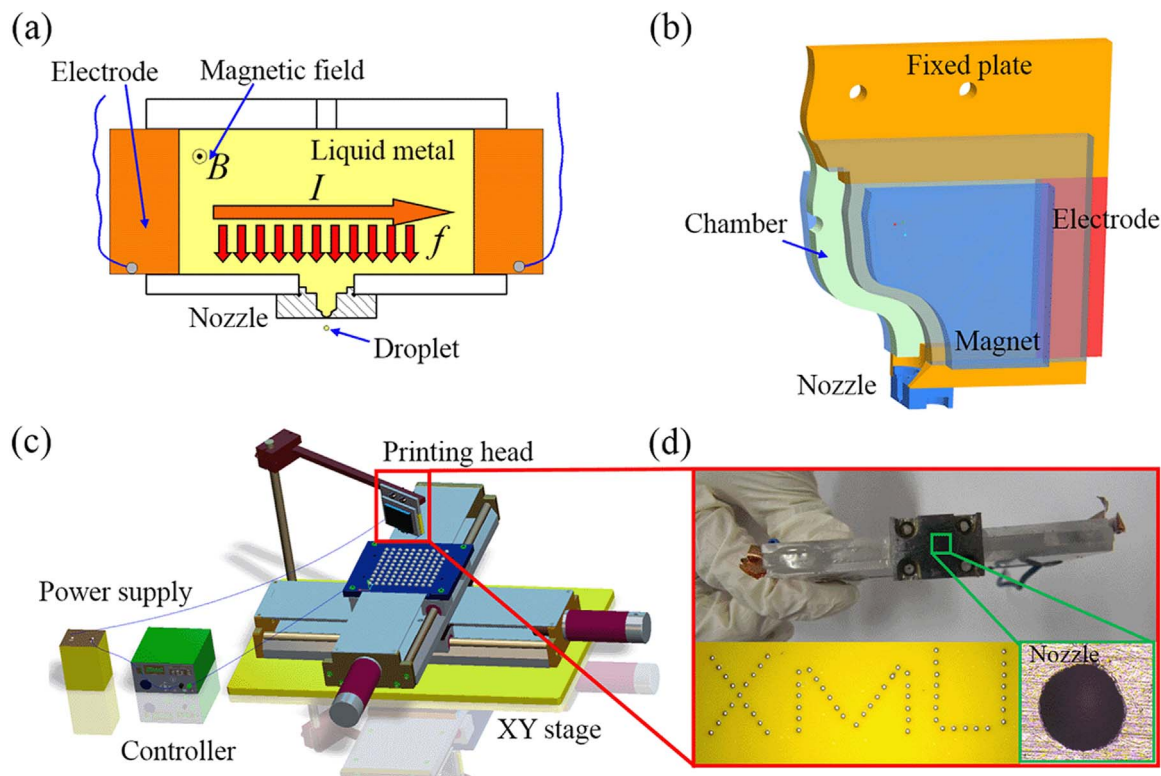 (a)
Electrode
Magnetic field
B
Liquid metal
I
f
Nozzle
Droplet
(b)
Fixed plate
Chamber
Electrode
Magnet
Nozzle
(c)
Printing head
Power supply
Controller
XY stage
(d)
Nozzle
XMU